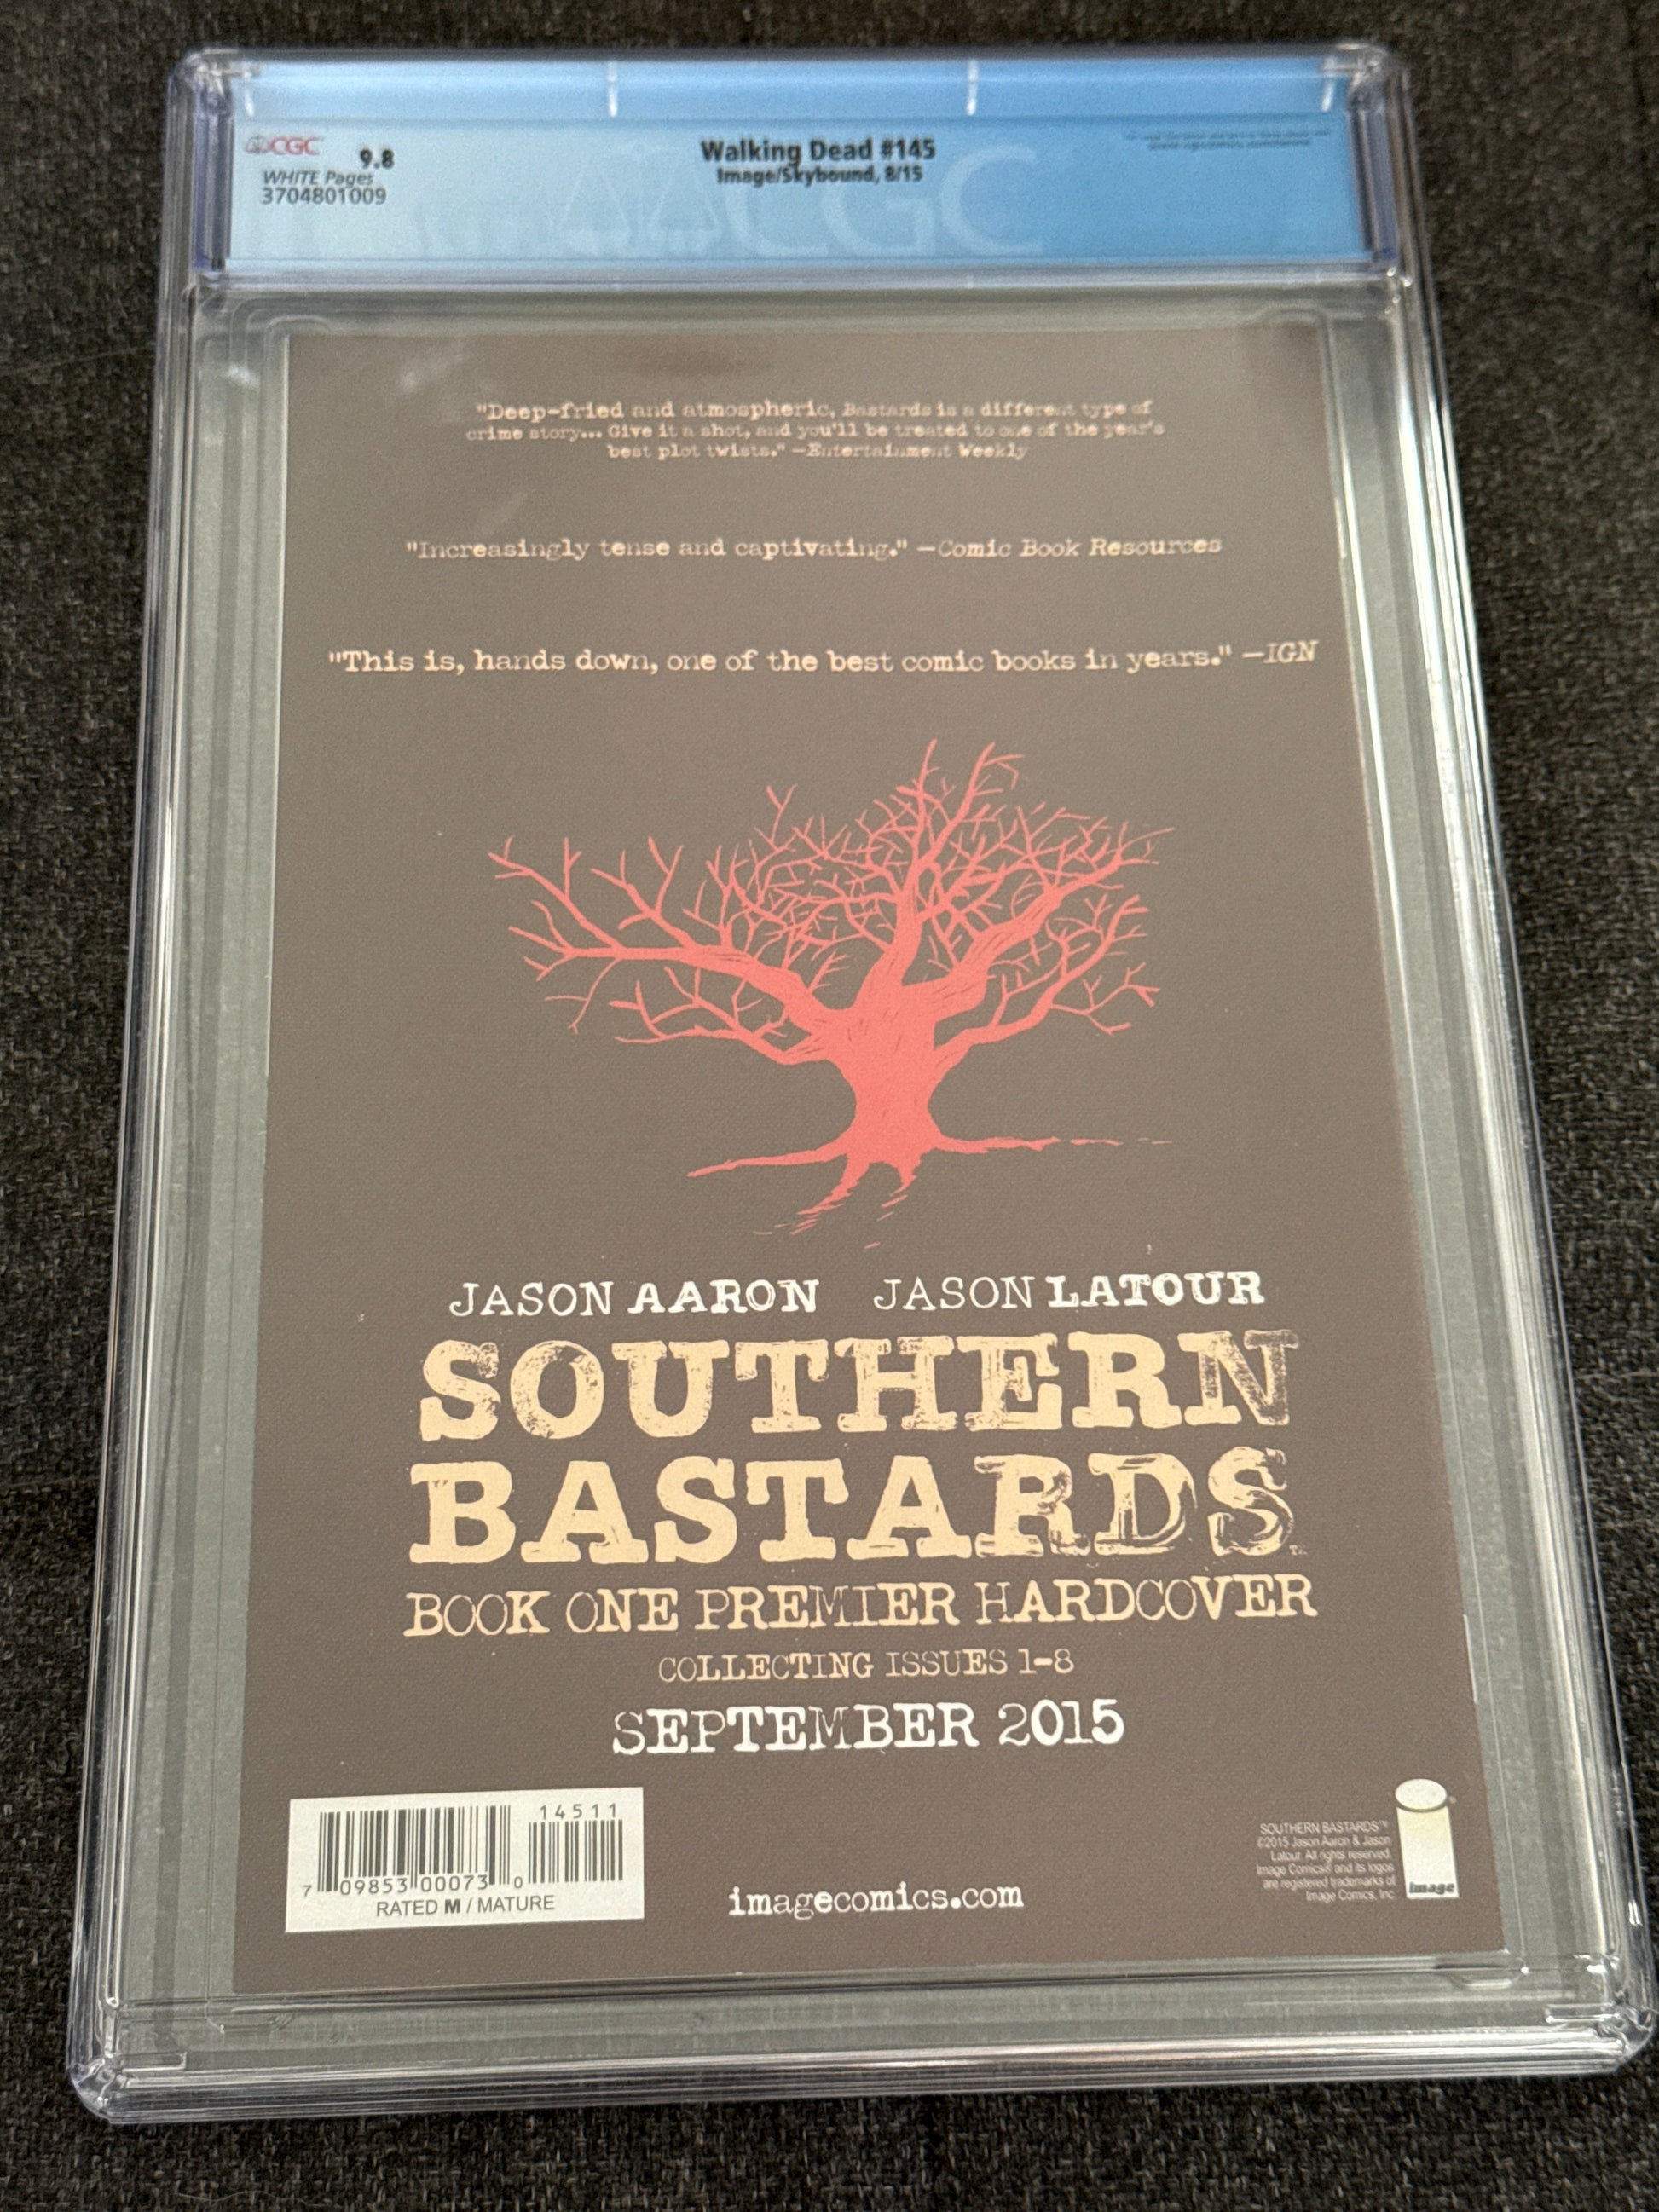 CGC
9.8
WHITE Pages
3704801009
Walking Dead #145
Image/Skybound, 8/15
CGC
"Deep-fried and atmospheric, Bastards is a different type of
crime story... Give it a shot, and you'll be treated to one of the year's
best plot twists." —Entertainment Weekly
"Increasingly tense and captivating." —Comic Book Resources
"This is, hands down, one of the best comic books in years." —IGN
JASON AARON JASON LATOUR
SOUTHERN
BASTARDS
BOOK ONE PREMIER HARDCOVER
COLLECTING ISSUES 1-8
SEPTEMBER 2015
14511
7 09853 00073 0
RATED M / MATURE
imagecomics.com
SOUTHERN BASTARDS™
©2015 Jason Aaron & Jason
Latour. All rights reserved.
Image Comics® and its logos
are registered trademarks of
Image Comics, Inc.
image